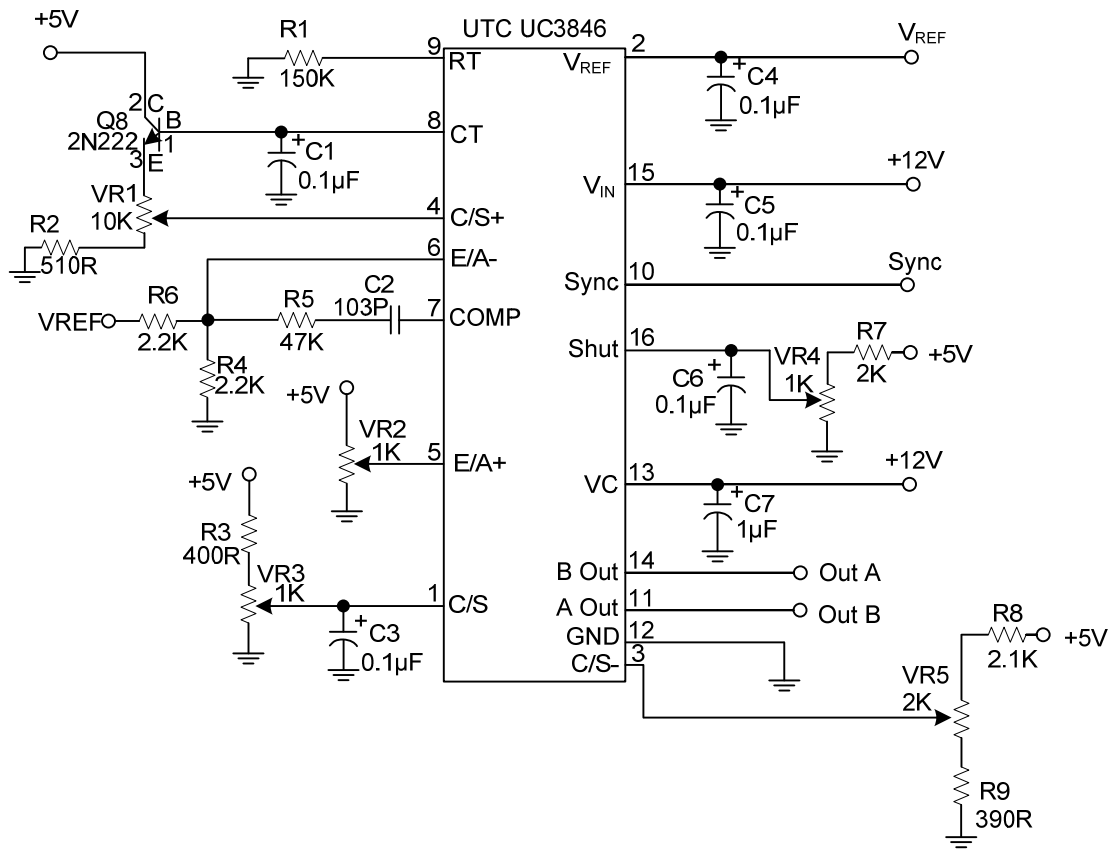 UTC UC3846
+5V
R1
150K
9
RT
2 C
B
Q8
2N222
1
3 E
8
CT
C1
+
0.1µF
VR1
10K
4
C/S+
R2
510R
6
E/A-
R6
VREF
2.2K
R5
47K
C2
103P
7
COMP
R4
2.2K
+5V
VR2
1K
5
E/A+
+5V
R3
400R
VR3
1K
1
C/S
+
C3
0.1µF
2
VREF
+
C4
0.1µF
VREF
15
VIN
+
C5
0.1µF
+12V
10
Sync
Sync
16
Shut
+
C6
0.1µF
VR4
1K
R7
2K
+5V
13
VC
+
C7
1µF
+12V
B Out
14
Out A
A Out
11
Out B
GND
12
C/S-
3
R8
2.1K
+5V
VR5
2K
R9
390R